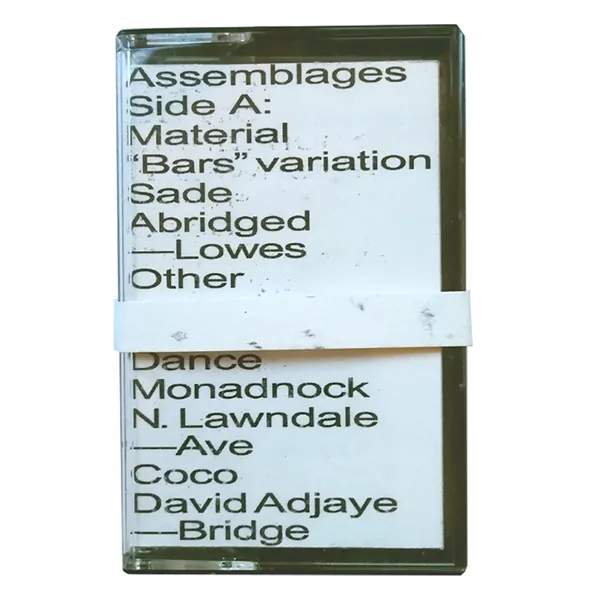 Assemblages
Side A:
Material
“Bars” variation
Sade
Abridged
—Lowes
Other
Dance
Monadnock
N. Lawndale
—Ave
Coco
David Adjaye
—Bridge